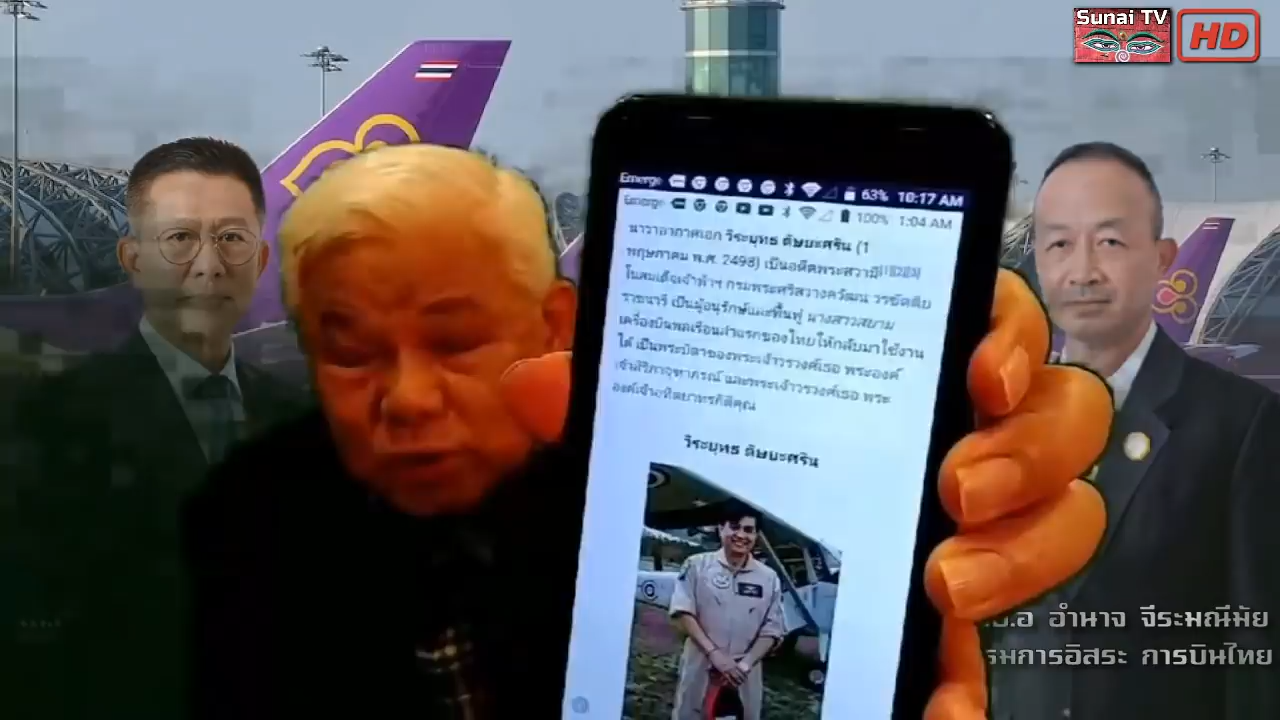 Sunai TV
HD
Emerge 63% 10:17 AM
Emerge 100% 1:04 AM
นาวาอากาศเอก วีระยุทธ ดิษยะศริน (1
พฤษภาคม พ.ศ. 2498) เป็นอดีตพระสวามี
ในสมเด็จเจ้าฟ้าฯ กรมพระศรีสวางควัฒน วรขัตติย
ราชนารี เป็นผู้อนุรักษ์และฟื้นฟู นางสาวสยาม
เครื่องบินพลเรือนลำแรกของไทยให้กลับมาใช้งาน
ได้ เป็นพระบิดาของพระเจ้าวรวงศ์เธอ พระองค์
เจ้าสิริภาจุฑาภรณ์ และพระเจ้าวรวงศ์เธอ พระ
องค์เจ้าอทิตยาทรกิติคุณ
วีระยุทธ ดิษยะศริน
อ อำนาจ จีระมณีมัย
รมการอิสระ การบินไทย